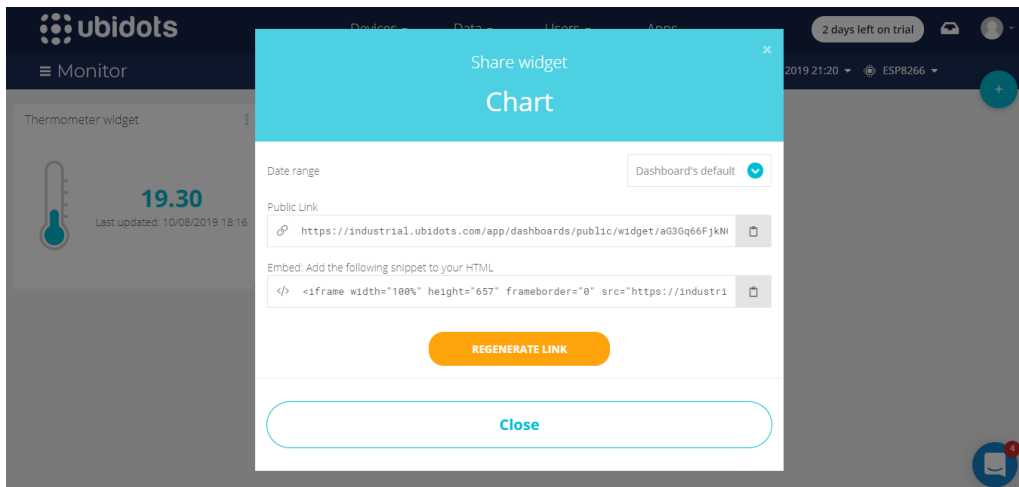 ubidots
Devices Data Users Apps
2 days left on trial
Monitor
2019 21:20
ESP8266
Thermometer widget
19.30
Last updated: 10/08/2019 18:16
×
Share widget
Chart
Date range
Dashboard's default
Public Link
https://industrial.ubidots.com/app/dashboards/public/widget/aG3Gq66FjkN
Embed: Add the following snippet to your HTML
</> <iframe width="100%" height="657" frameborder="0" src="https://industri
REGENERATE LINK
Close
+
4